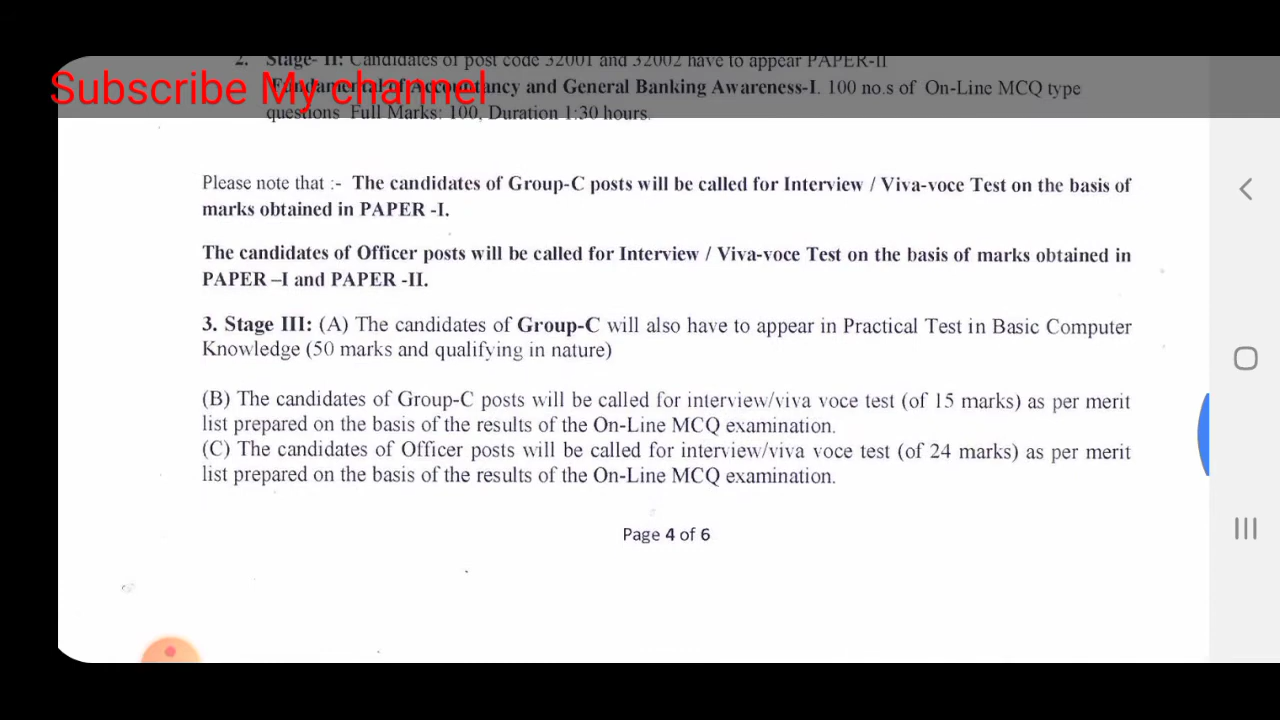 2. Stage- II: Candidates of post code 32001 and 32002 have to appear PAPER-II
Subscribe My channel
Fundamental of Accountancy and General Banking Awareness-I. 100 no.s of On-Line MCQ type
questions Full Marks: 100, Duration 1:30 hours.
Please note that :- The candidates of Group-C posts will be called for Interview / Viva-voce Test on the basis of
marks obtained in PAPER -I.
The candidates of Officer posts will be called for Interview / Viva-voce Test on the basis of marks obtained in
PAPER –I and PAPER -II.
3. Stage III: (A) The candidates of Group-C will also have to appear in Practical Test in Basic Computer
Knowledge (50 marks and qualifying in nature)
(B) The candidates of Group-C posts will be called for interview/viva voce test (of 15 marks) as per merit
list prepared on the basis of the results of the On-Line MCQ examination.
(C) The candidates of Officer posts will be called for interview/viva voce test (of 24 marks) as per merit
list prepared on the basis of the results of the On-Line MCQ examination.
Page 4 of 6